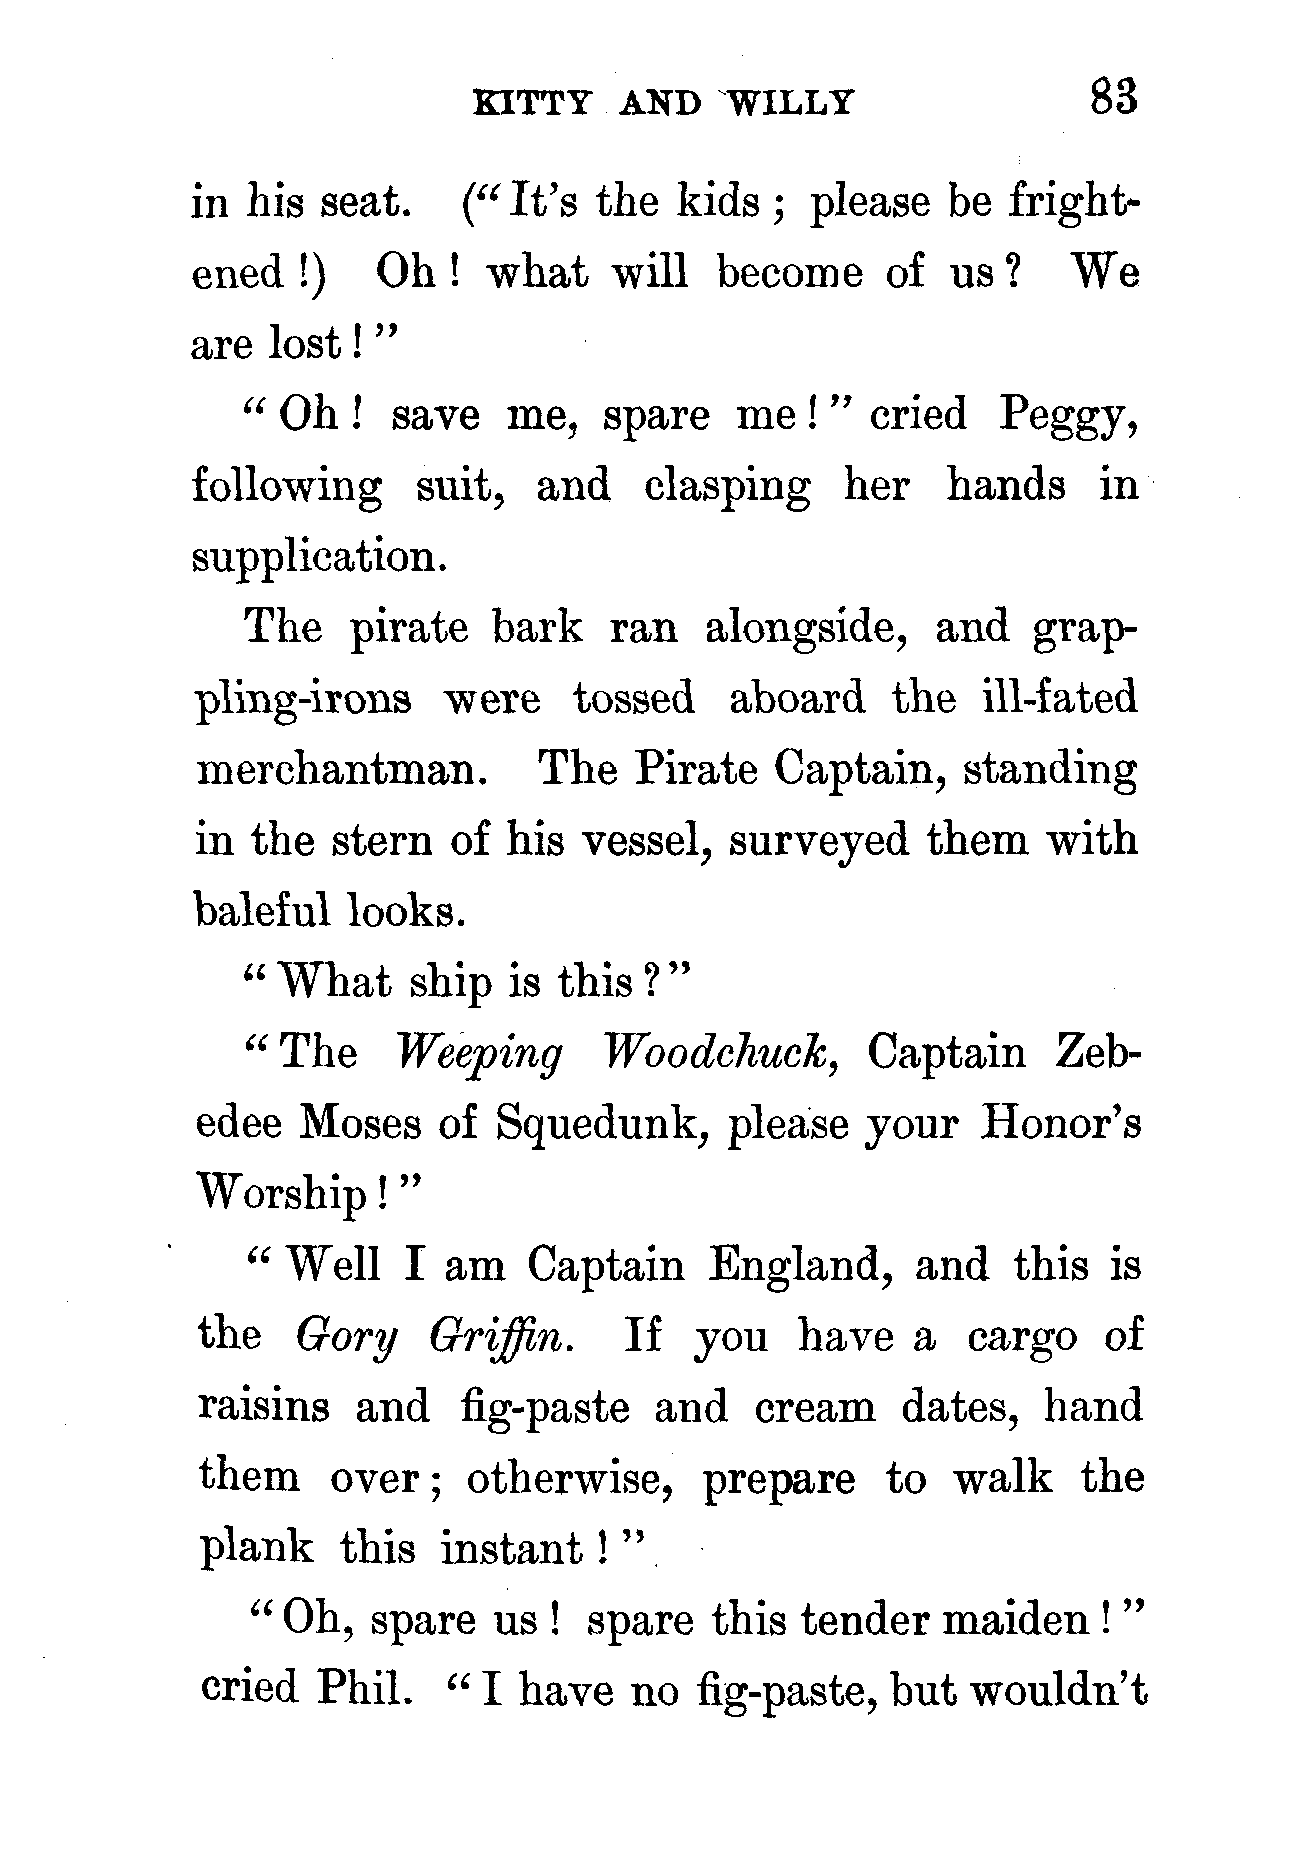 KITTY AND WILLY 83
in his seat. (“It’s the kids; please be fright-
ened!) Oh! what will become of us? We
are lost!”
“Oh! save me, spare me!” cried Peggy,
following suit, and clasping her hands in
supplication.
The pirate bark ran alongside, and grap-
pling-irons were tossed aboard the ill-fated
merchantman. The Pirate Captain, standing
in the stern of his vessel, surveyed them with
baleful looks.
“What ship is this?”
“The Weeping Woodchuck, Captain Zeb-
edee Moses of Squedunk, please your Honor’s
Worship!”
“Well I am Captain England, and this is
the Gory Griffin. If you have a cargo of
raisins and fig-paste and cream dates, hand
them over; otherwise, prepare to walk the
plank this instant!”
“Oh, spare us! spare this tender maiden!”
cried Phil. “I have no fig-paste, but wouldn’t